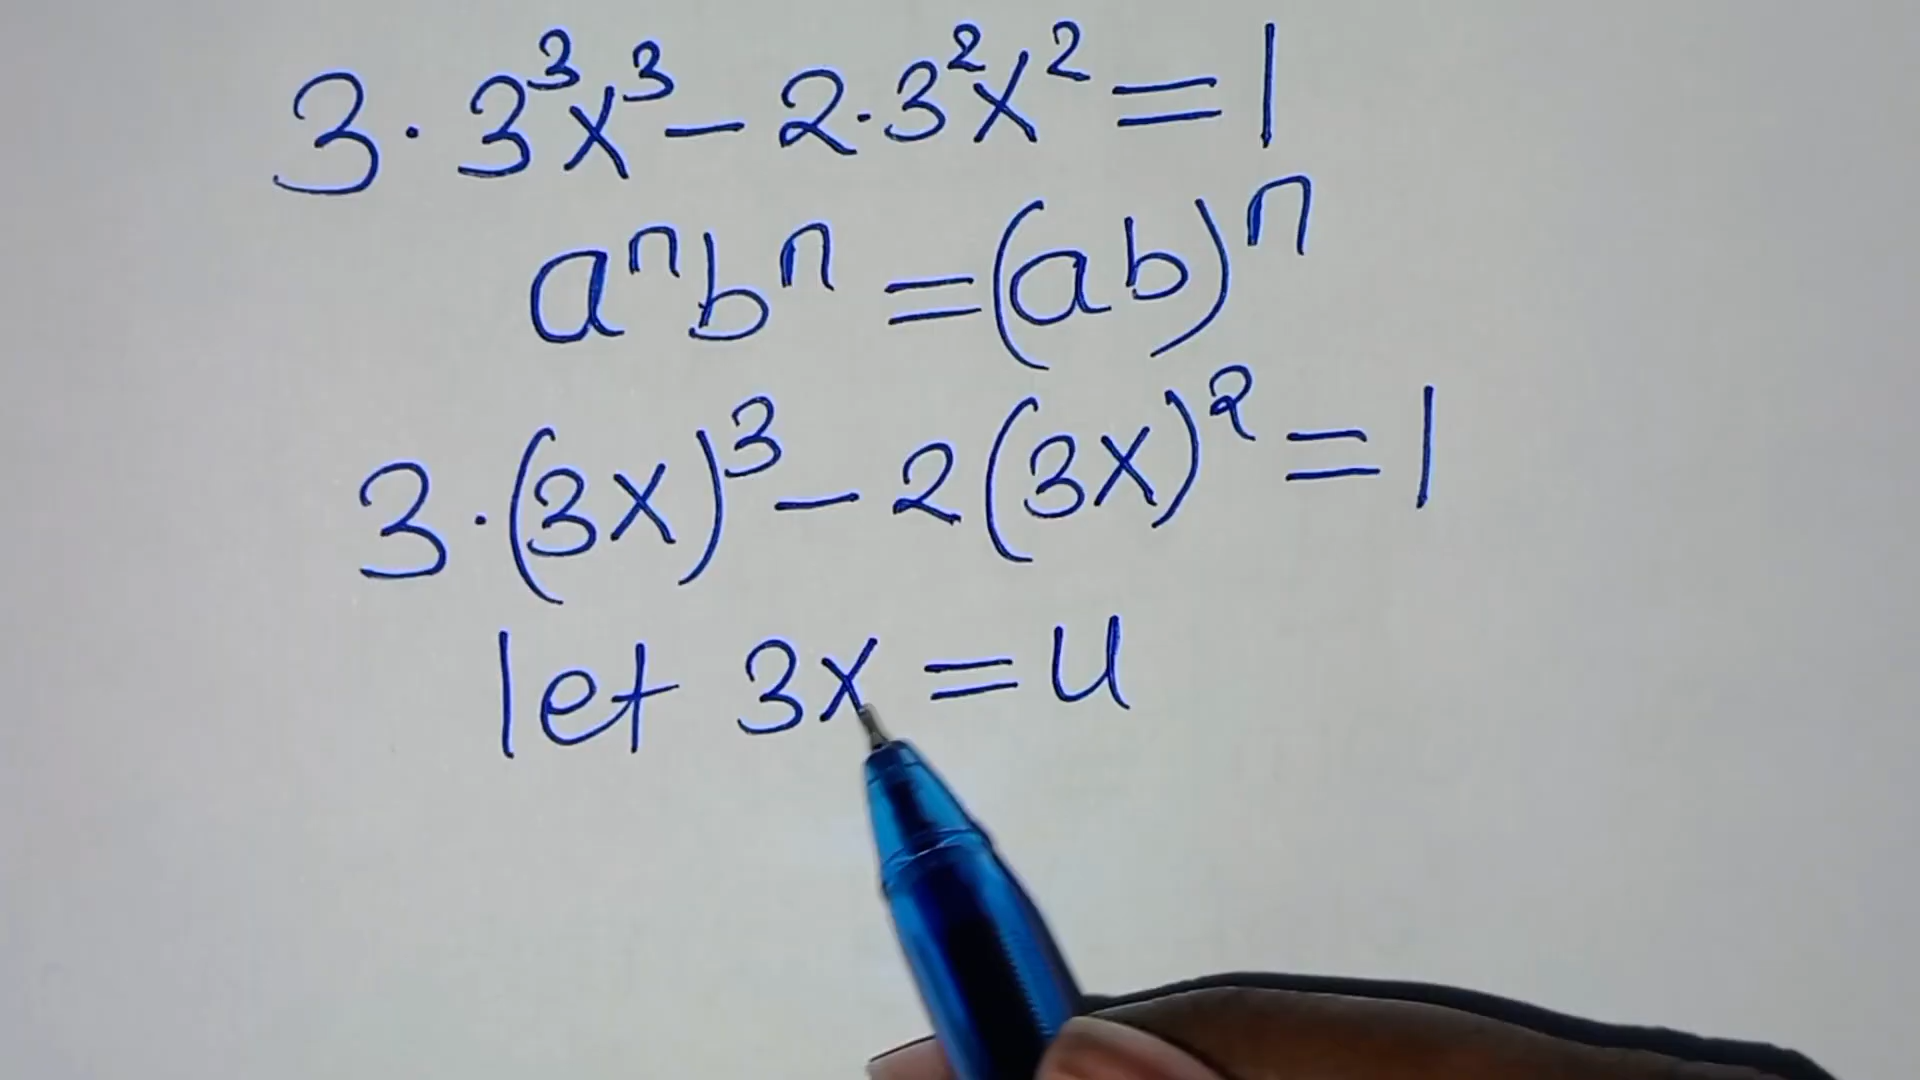 3 · 3³x³ - 2 · 3²x² = 1
aⁿbⁿ = (ab)ⁿ
3 · (3x)³ - 2(3x)² = 1
let 3x = u